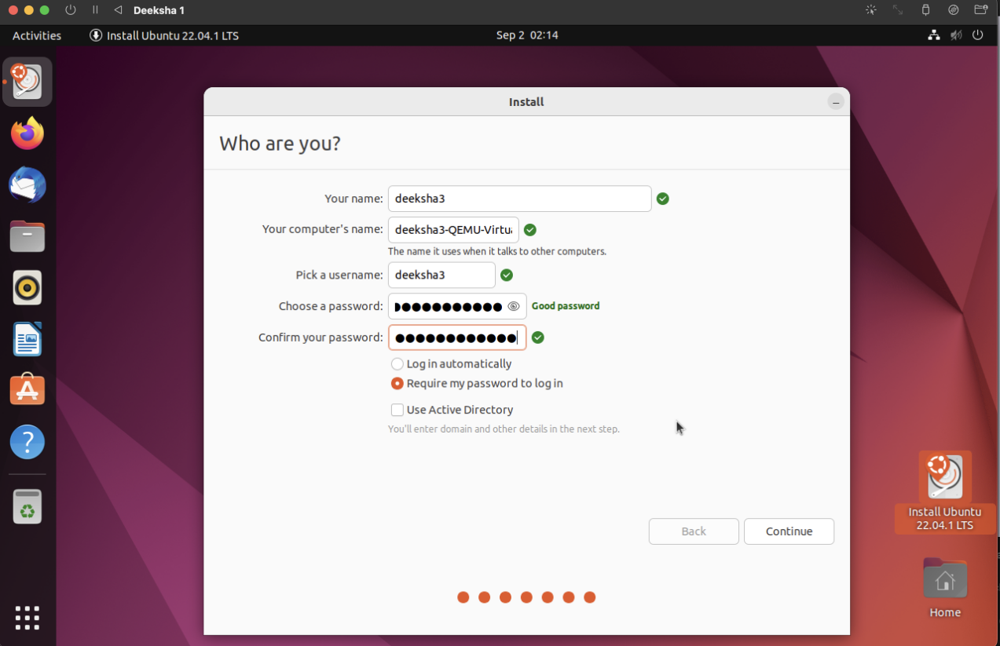 Deeksha 1
Activities
Install Ubuntu 22.04.1 LTS
Sep 2 02:14
Install
Who are you?
Your name:
deeksha3
Your computer's name:
deeksha3-QEMU-Virtua
The name it uses when it talks to other computers.
Pick a username:
deeksha3
Choose a password:
Good password
Confirm your password:
Log in automatically
Require my password to log in
Use Active Directory
You'll enter domain and other details in the next step.
Back
Continue
Install Ubuntu
22.04.1 LTS
Home